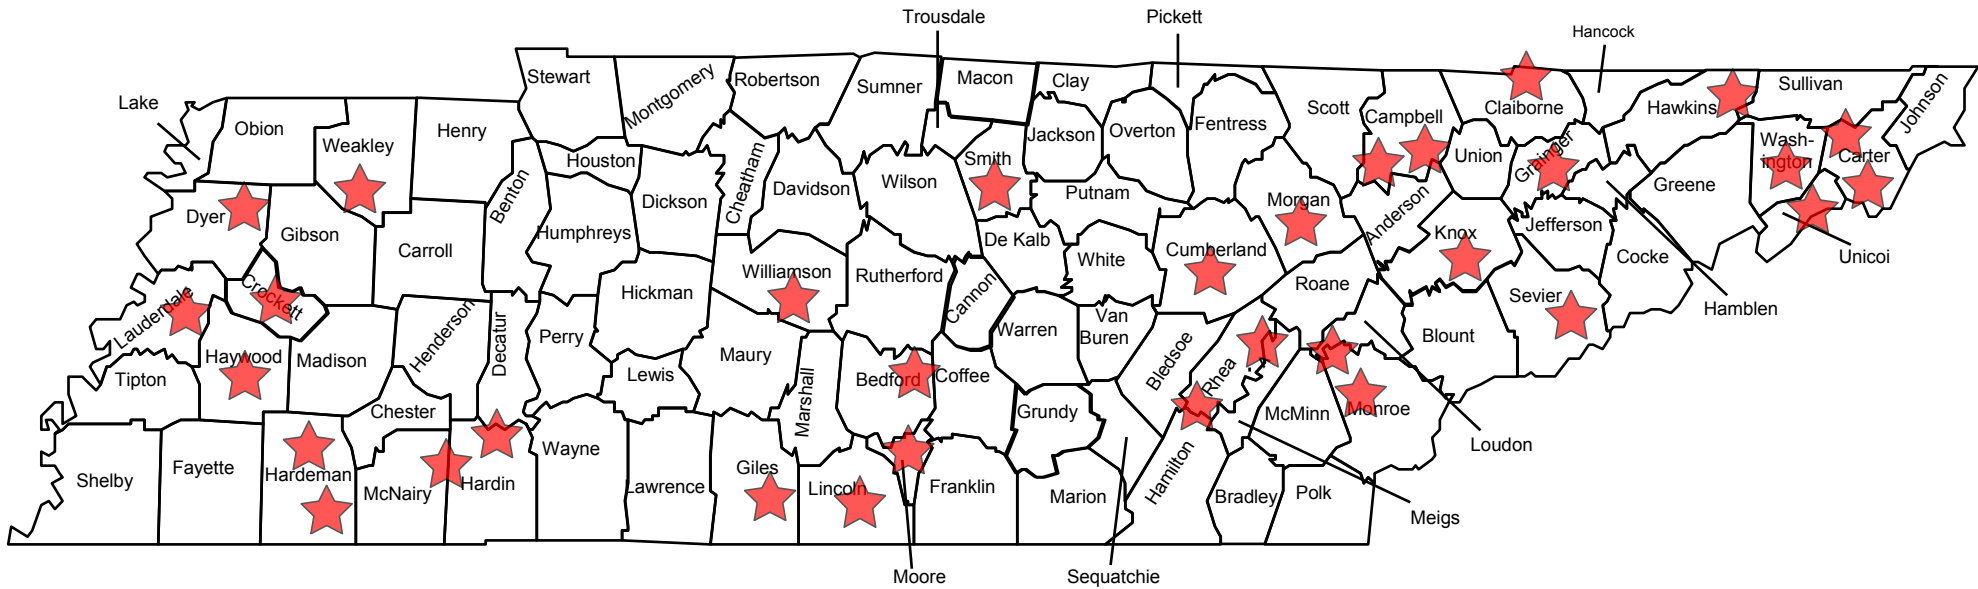 Trousdale
Pickett
Hancock
Stewart
Montgomery
Robertson
Sumner
Macon
Clay
Scott
Claiborne
Hawkins
Sullivan
Johnson
Lake
Obion
Weakley
Henry
Houston
Cheatham
Wilson
Smith
Jackson
Overton
Fentress
Campbell
Union
Grainger
Wash-
ington
Carter
Dyer
Gibson
Carroll
Benton
Humphreys
Dickson
Davidson
De Kalb
Putnam
White
Cumberland
Morgan
Anderson
Knox
Jefferson
Greene
Cocke
Unicoi
Hamblen
Lauderdale
Crockett
Haywood
Madison
Henderson
Decatur
Perry
Hickman
Williamson
Rutherford
Cannon
Warren
Van
Buren
Bledsoe
Rhea
Roane
Blount
Sevier
Tipton
Chester
Lewis
Maury
Marshall
Bedford
Coffee
Grundy
McMinn
Monroe
Loudon
Shelby
Fayette
Hardeman
McNairy
Hardin
Wayne
Lawrence
Giles
Lincoln
Franklin
Marion
Hamilton
Bradley
Polk
Meigs
Moore
Sequatchie